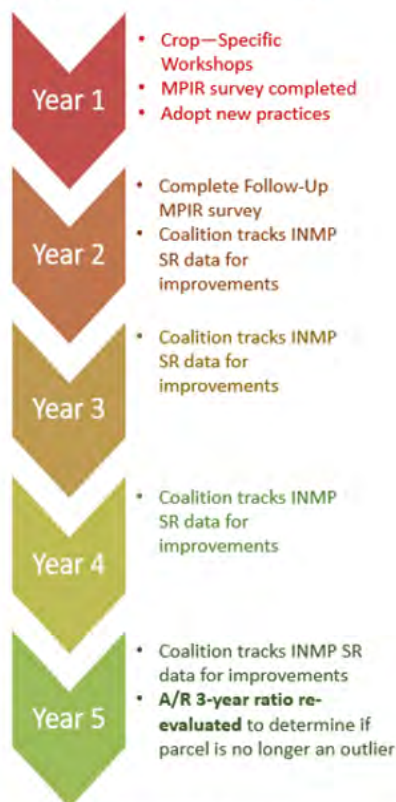 Year 1
• Crop—Specific
Workshops
• MPIR survey completed
• Adopt new practices
Year 2
• Complete Follow-Up
MPIR survey
• Coalition tracks INMP
SR data for
improvements
Year 3
• Coalition tracks INMP
SR data for
improvements
Year 4
• Coalition tracks INMP
SR data for
improvements
Year 5
• Coalition tracks INMP SR
data for improvements
• A/R 3-year ratio re-
evaluated to determine if
parcel is no longer an outlier